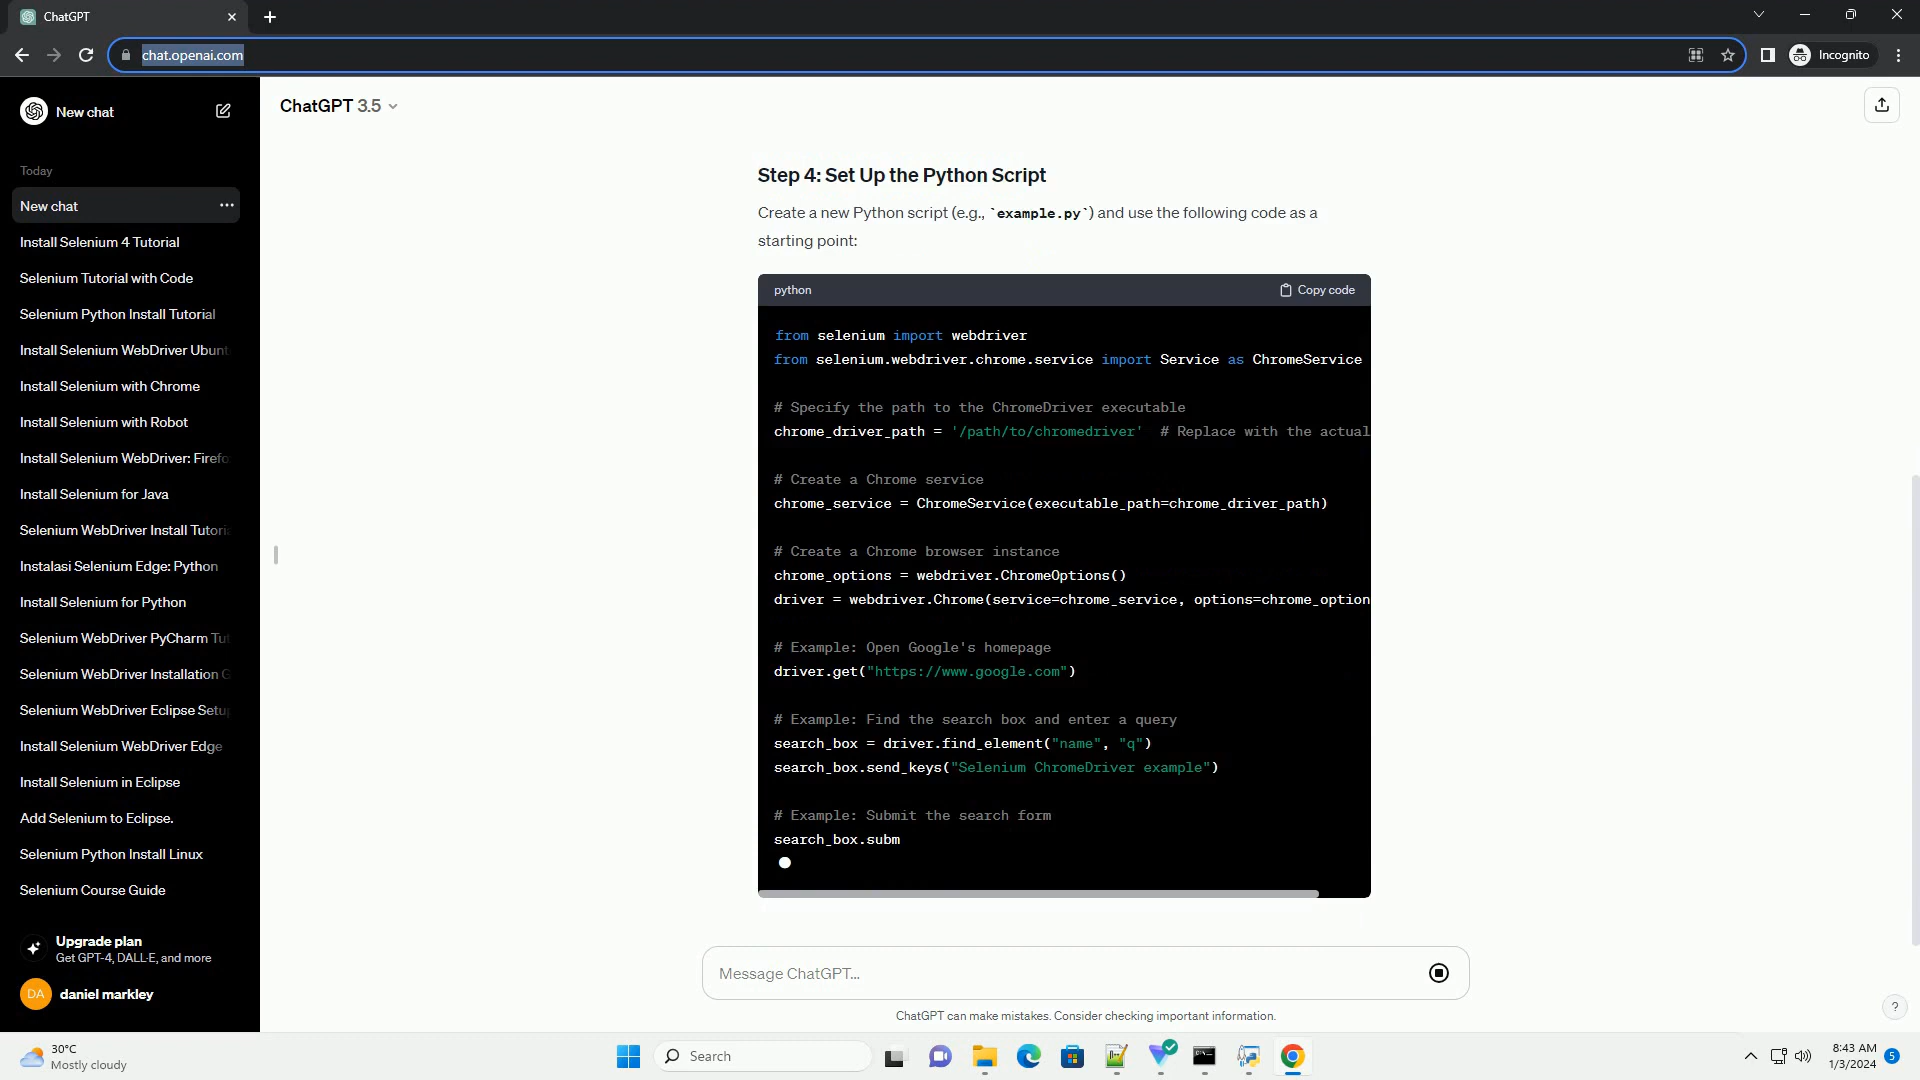 ChatGPT
chat.openai.com
Incognito
New chat
Today
New chat
Install Selenium 4 Tutorial
Selenium Tutorial with Code
Selenium Python Install Tutorial
Install Selenium WebDriver Ubunt
Install Selenium with Chrome
Install Selenium with Robot
Install Selenium WebDriver: Firefo
Install Selenium for Java
Selenium WebDriver Install Tutoria
Instalasi Selenium Edge: Python
Install Selenium for Python
Selenium WebDriver PyCharm Tut
Selenium WebDriver Installation G
Selenium WebDriver Eclipse Setup
Install Selenium WebDriver Edge
Install Selenium in Eclipse
Add Selenium to Eclipse.
Selenium Python Install Linux
Selenium Course Guide
Upgrade plan
Get GPT-4, DALL·E, and more
DA daniel markley
ChatGPT 3.5
Step 4: Set Up the Python Script
Create a new Python script (e.g., `example.py`) and use the following code as a
starting point:
python Copy code
from selenium import webdriver
from selenium.webdriver.chrome.service import Service as ChromeService
# Specify the path to the ChromeDriver executable
chrome_driver_path = '/path/to/chromedriver'  # Replace with the actual
# Create a Chrome service
chrome_service = ChromeService(executable_path=chrome_driver_path)
# Create a Chrome browser instance
chrome_options = webdriver.ChromeOptions()
driver = webdriver.Chrome(service=chrome_service, options=chrome_option
# Example: Open Google's homepage
driver.get("https://www.google.com")
# Example: Find the search box and enter a query
search_box = driver.find_element("name", "q")
search_box.send_keys("Selenium ChromeDriver example")
# Example: Submit the search form
search_box.subm
Message ChatGPT...
ChatGPT can make mistakes. Consider checking important information.
?
30°C
Mostly cloudy
Search
8:43 AM
1/3/2024
5